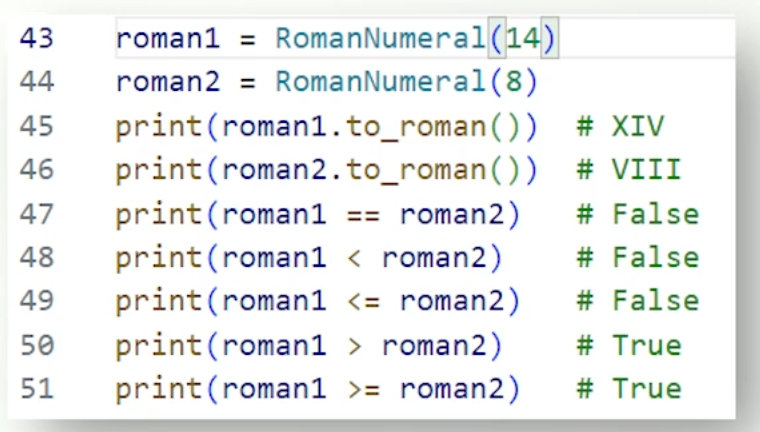 43 roman1 = RomanNumeral(14)
44 roman2 = RomanNumeral(8)
45 print(roman1.to_roman())  # XIV
46 print(roman2.to_roman())  # VIII
47 print(roman1 == roman2)   # False
48 print(roman1 < roman2)    # False
49 print(roman1 <= roman2)   # False
50 print(roman1 > roman2)    # True
51 print(roman1 >= roman2)   # True